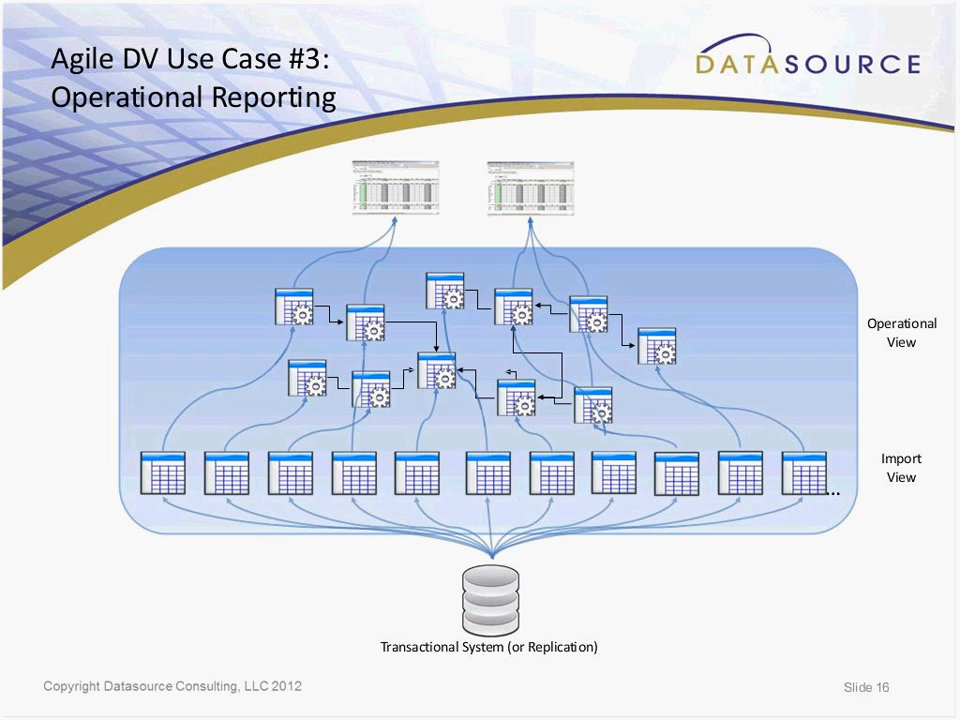 Agile DV Use Case #3:
Operational Reporting
DATASOURCE
Operational
View
Import
View
...
Transactional System (or Replication)
Copyright Datasource Consulting, LLC 2012
Slide 16